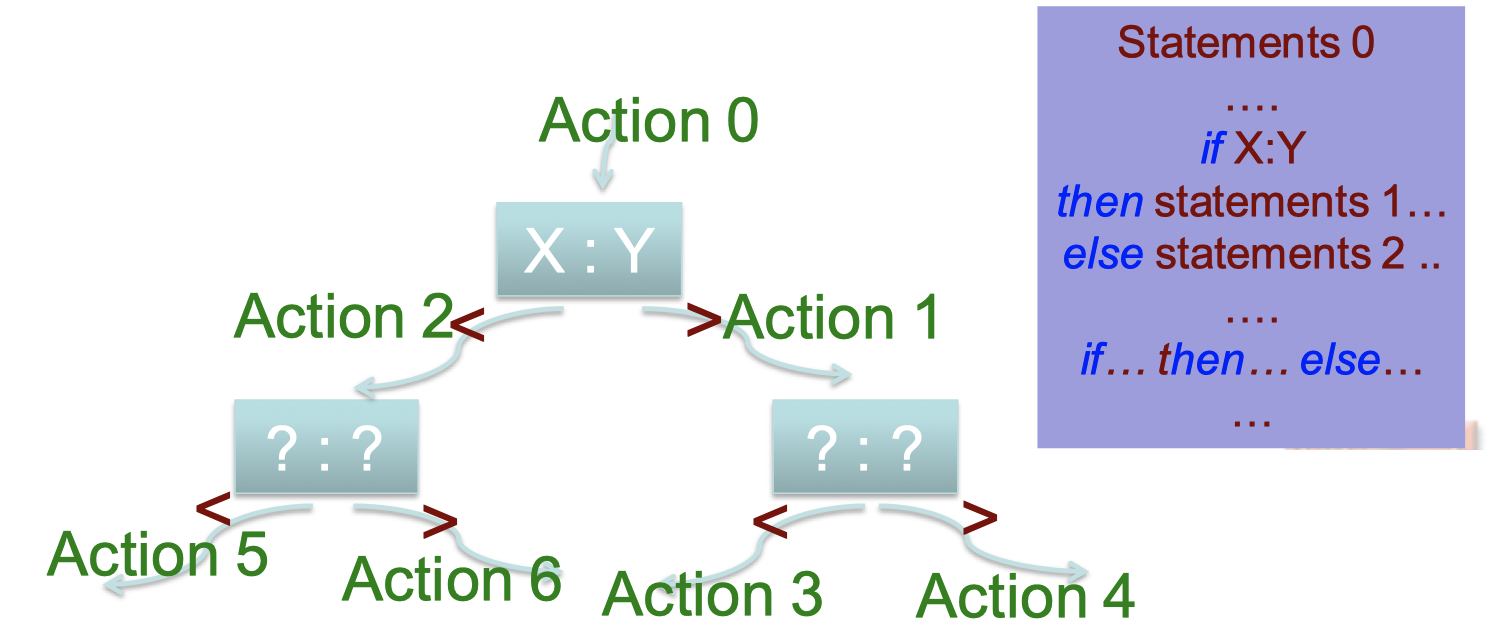 Action 0
X : Y
Action 2 < > Action 1
? : ?
? : ?
< > < >
Action 5
Action 6
Action 3
Action 4
Statements 0
....
if X:Y
then statements 1...
else statements 2 ..
....
if... then... else...
...